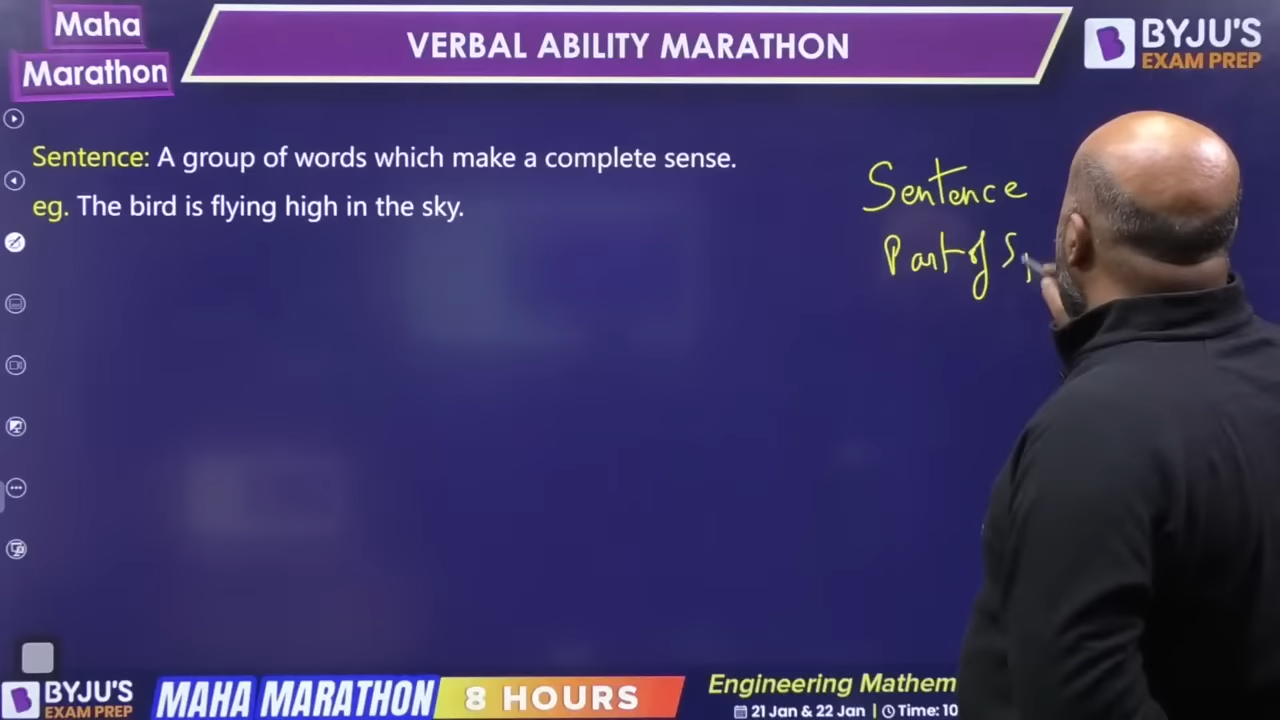 Maha
Marathon
VERBAL ABILITY MARATHON
BYJU'S
EXAM PREP
Sentence: A group of words which make a complete sense.
eg. The bird is flying high in the sky.
Sentence
Part of S
BYJU'S
EXAM PREP
MAHA MARATHON
8 HOURS
Engineering Mathem
21 Jan & 22 Jan | Time: 10